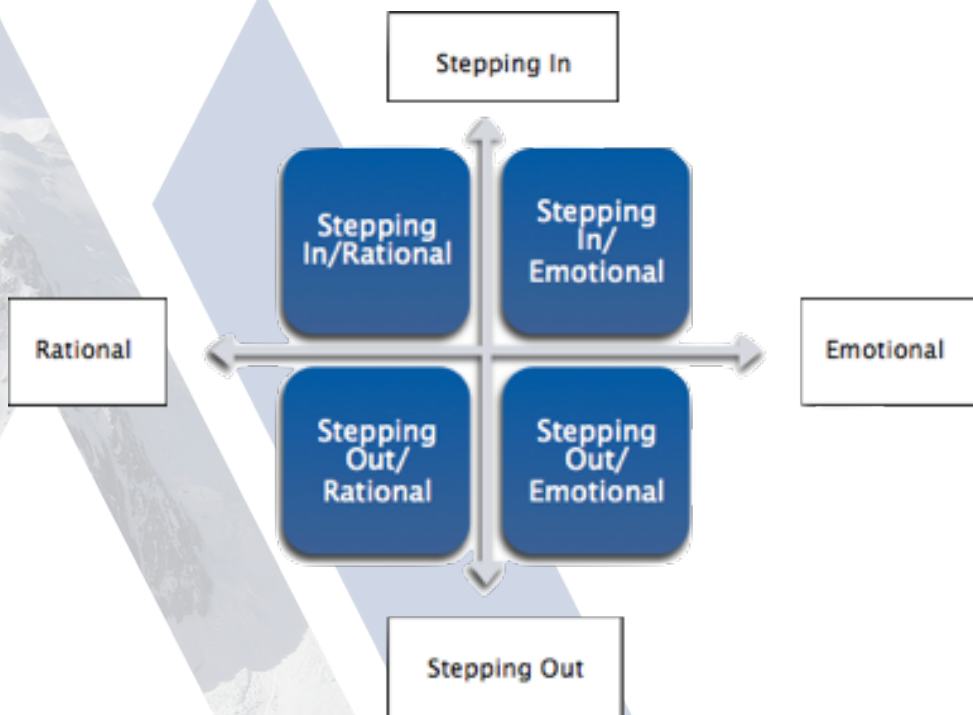 Stepping In
Stepping
In/Rational
Stepping
In/
Emotional
Rational
Emotional
Stepping
Out/
Rational
Stepping
Out/
Emotional
Stepping Out